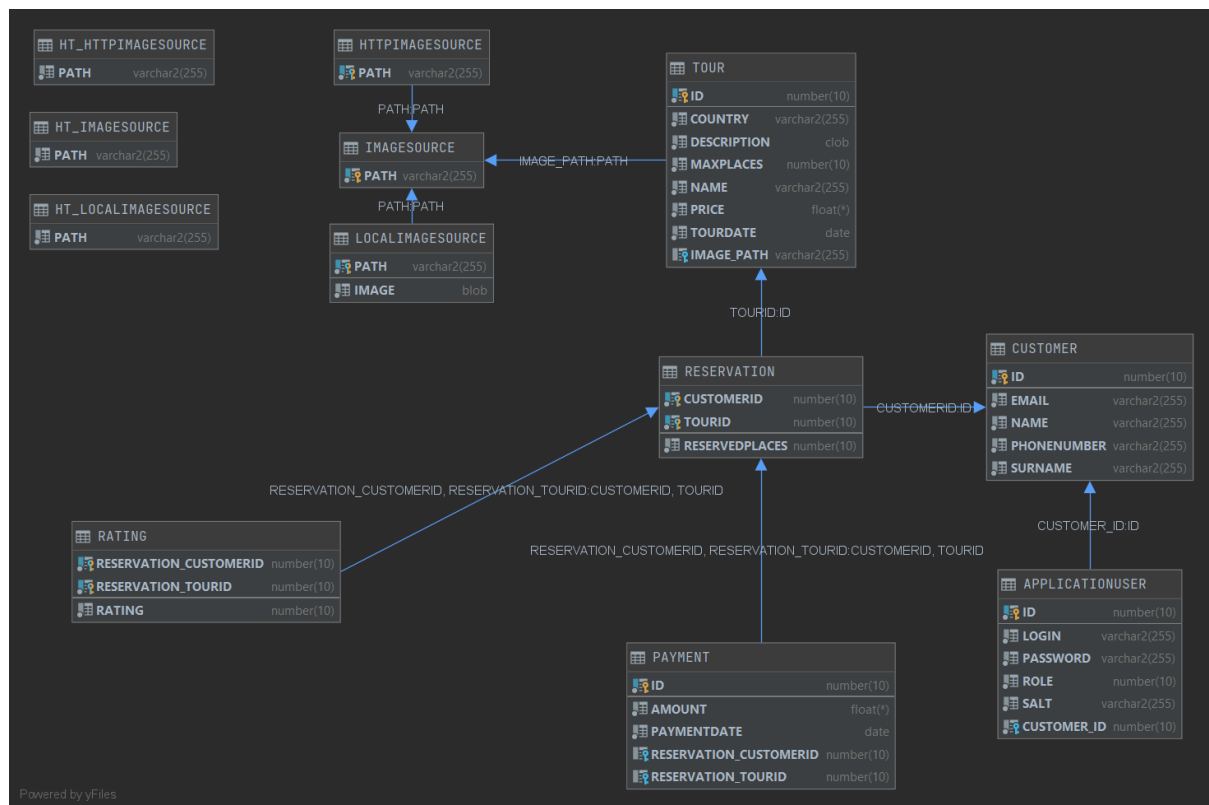 HT_HTTPIMAGESOURCE
PATH varchar2(255)
HT_IMAGESOURCE
PATH varchar2(255)
HT_LOCALIMAGESOURCE
PATH varchar2(255)
HTTPIMAGESOURCE
PATH varchar2(255)
PATH:PATH
IMAGESOURCE
PATH varchar2(255)
PATH:PATH
LOCALIMAGESOURCE
PATH varchar2(255)
IMAGE blob
IMAGE_PATH:PATH
TOUR
ID number(10)
COUNTRY varchar2(255)
DESCRIPTION clob
MAXPLACES number(10)
NAME varchar2(255)
PRICE float(*)
TOURDATE date
IMAGE_PATH varchar2(255)
TOURID:ID
RESERVATION
CUSTOMERID number(10)
TOURID number(10)
RESERVEDPLACES number(10)
CUSTOMERID:ID
CUSTOMER
ID number(10)
EMAIL varchar2(255)
NAME varchar2(255)
PHONENUMBER varchar2(255)
SURNAME varchar2(255)
CUSTOMER_ID:ID
RESERVATION_CUSTOMERID, RESERVATION_TOURID:CUSTOMERID, TOURID
RATING
RESERVATION_CUSTOMERID number(10)
RESERVATION_TOURID number(10)
RATING number(10)
RESERVATION_CUSTOMERID, RESERVATION_TOURID:CUSTOMERID, TOURID
PAYMENT
ID number(10)
AMOUNT float(*)
PAYMENTDATE date
RESERVATION_CUSTOMERID number(10)
RESERVATION_TOURID number(10)
APPLICATIONUSER
ID number(10)
LOGIN varchar2(255)
PASSWORD varchar2(255)
ROLE number(10)
SALT varchar2(255)
CUSTOMER_ID number(10)
Powered by yFiles